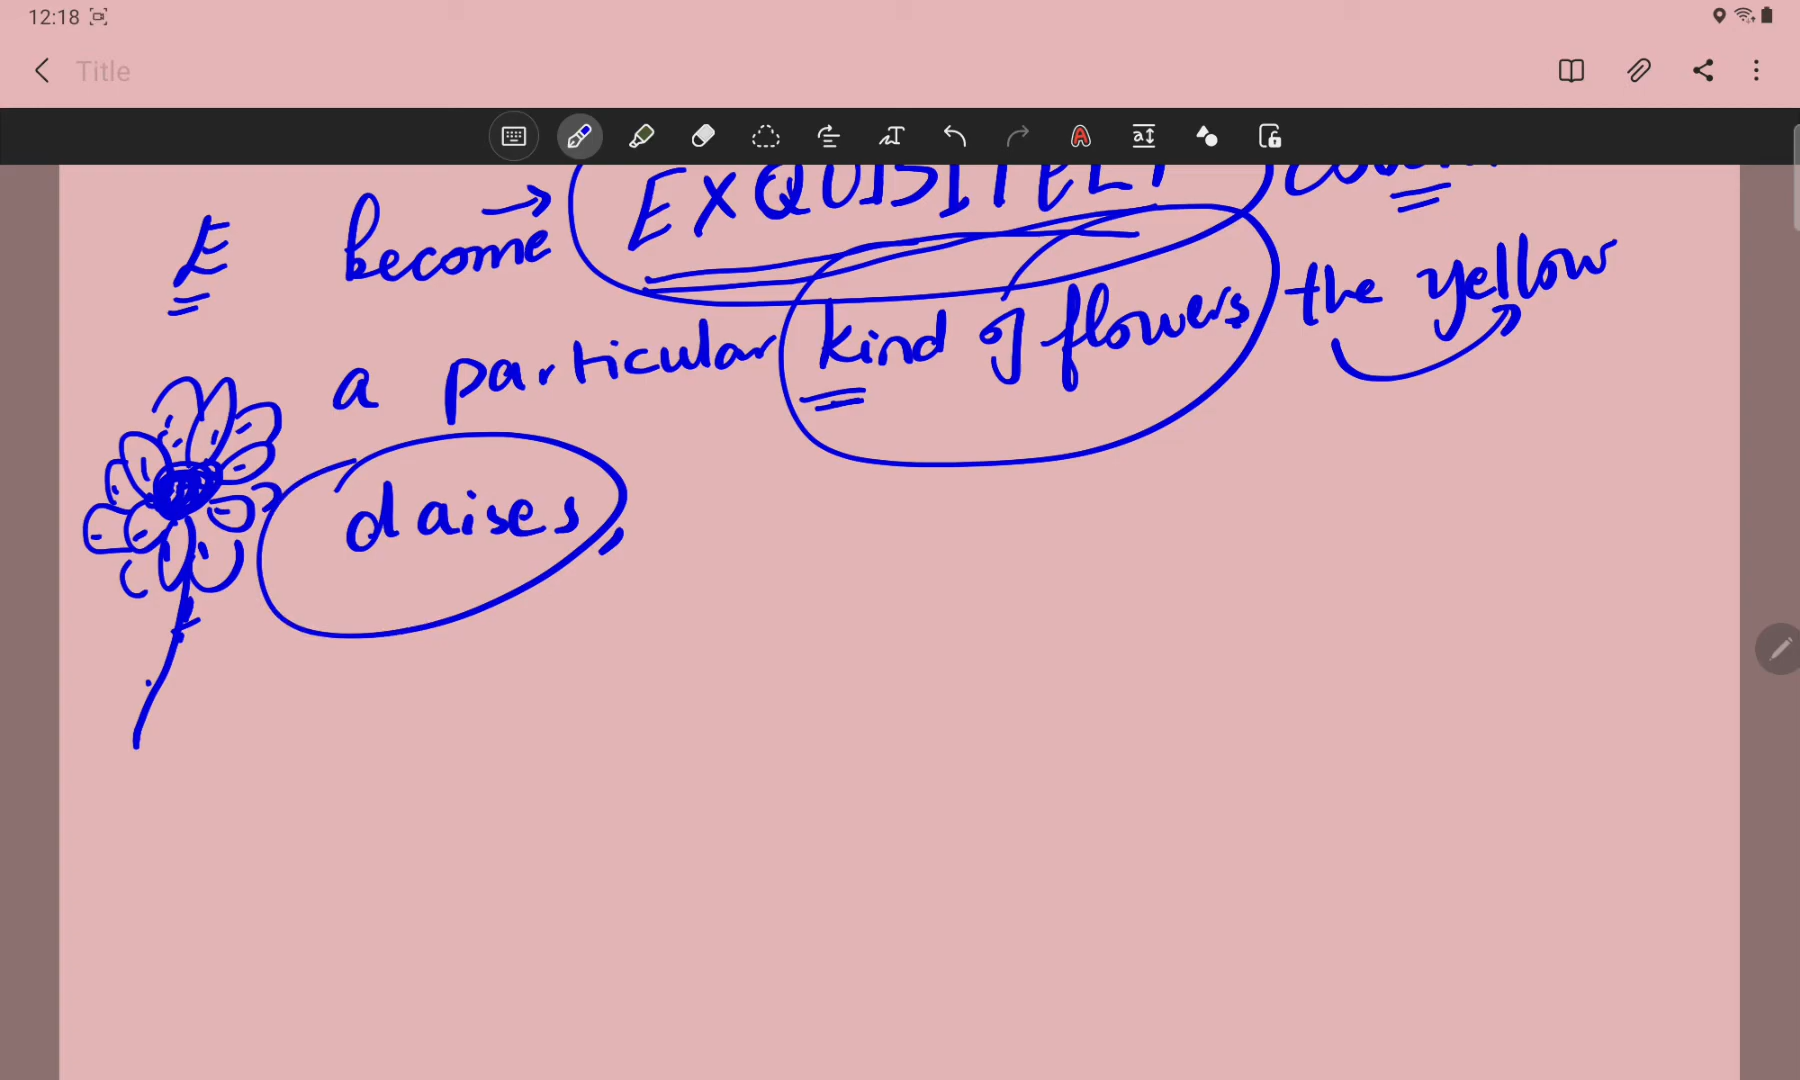 12:18
Title
E become EXQUISITELY
a particular kind of flowers the yellow
daises,